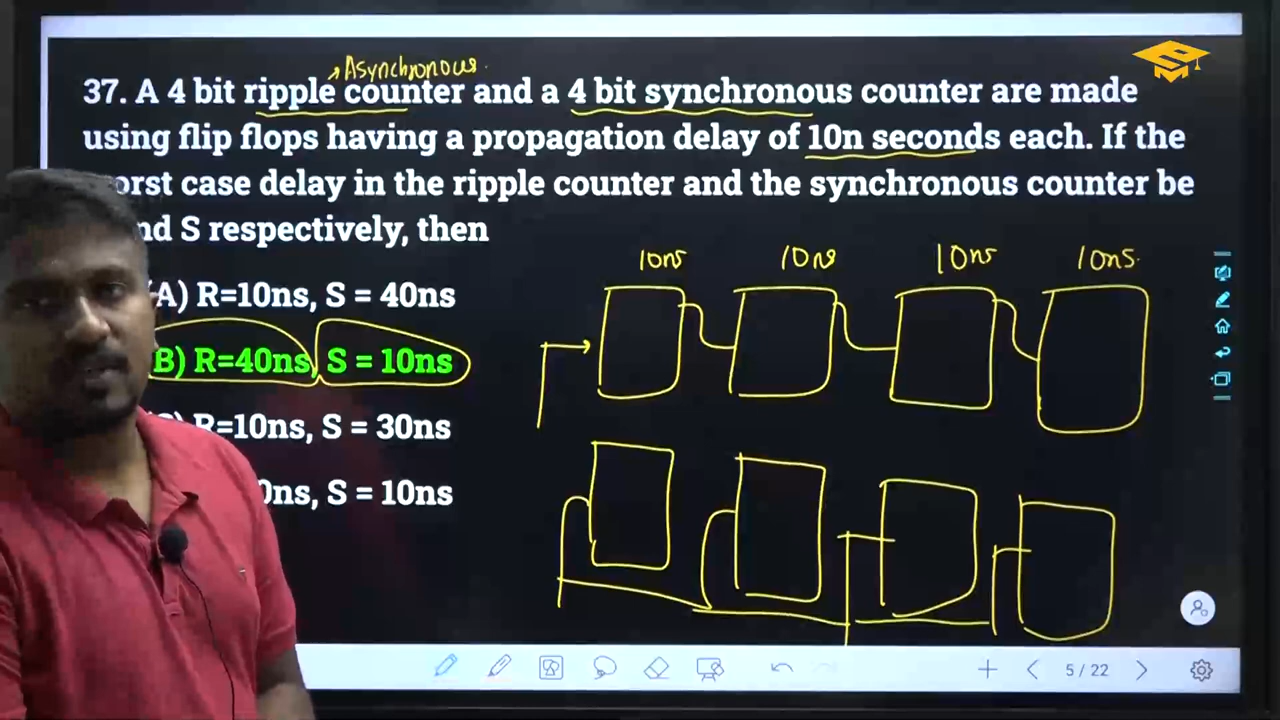 Asynchronous
37. A 4 bit ripple counter and a 4 bit synchronous counter are made
using flip flops having a propagation delay of 10n seconds each. If the
orst case delay in the ripple counter and the synchronous counter be
nd S respectively, then
10ns 10ns 10ns 10ns
(A) R=10ns, S = 40ns
B) R=40ns, S = 10ns
R=10ns, S = 30ns
0ns, S = 10ns
5 / 22